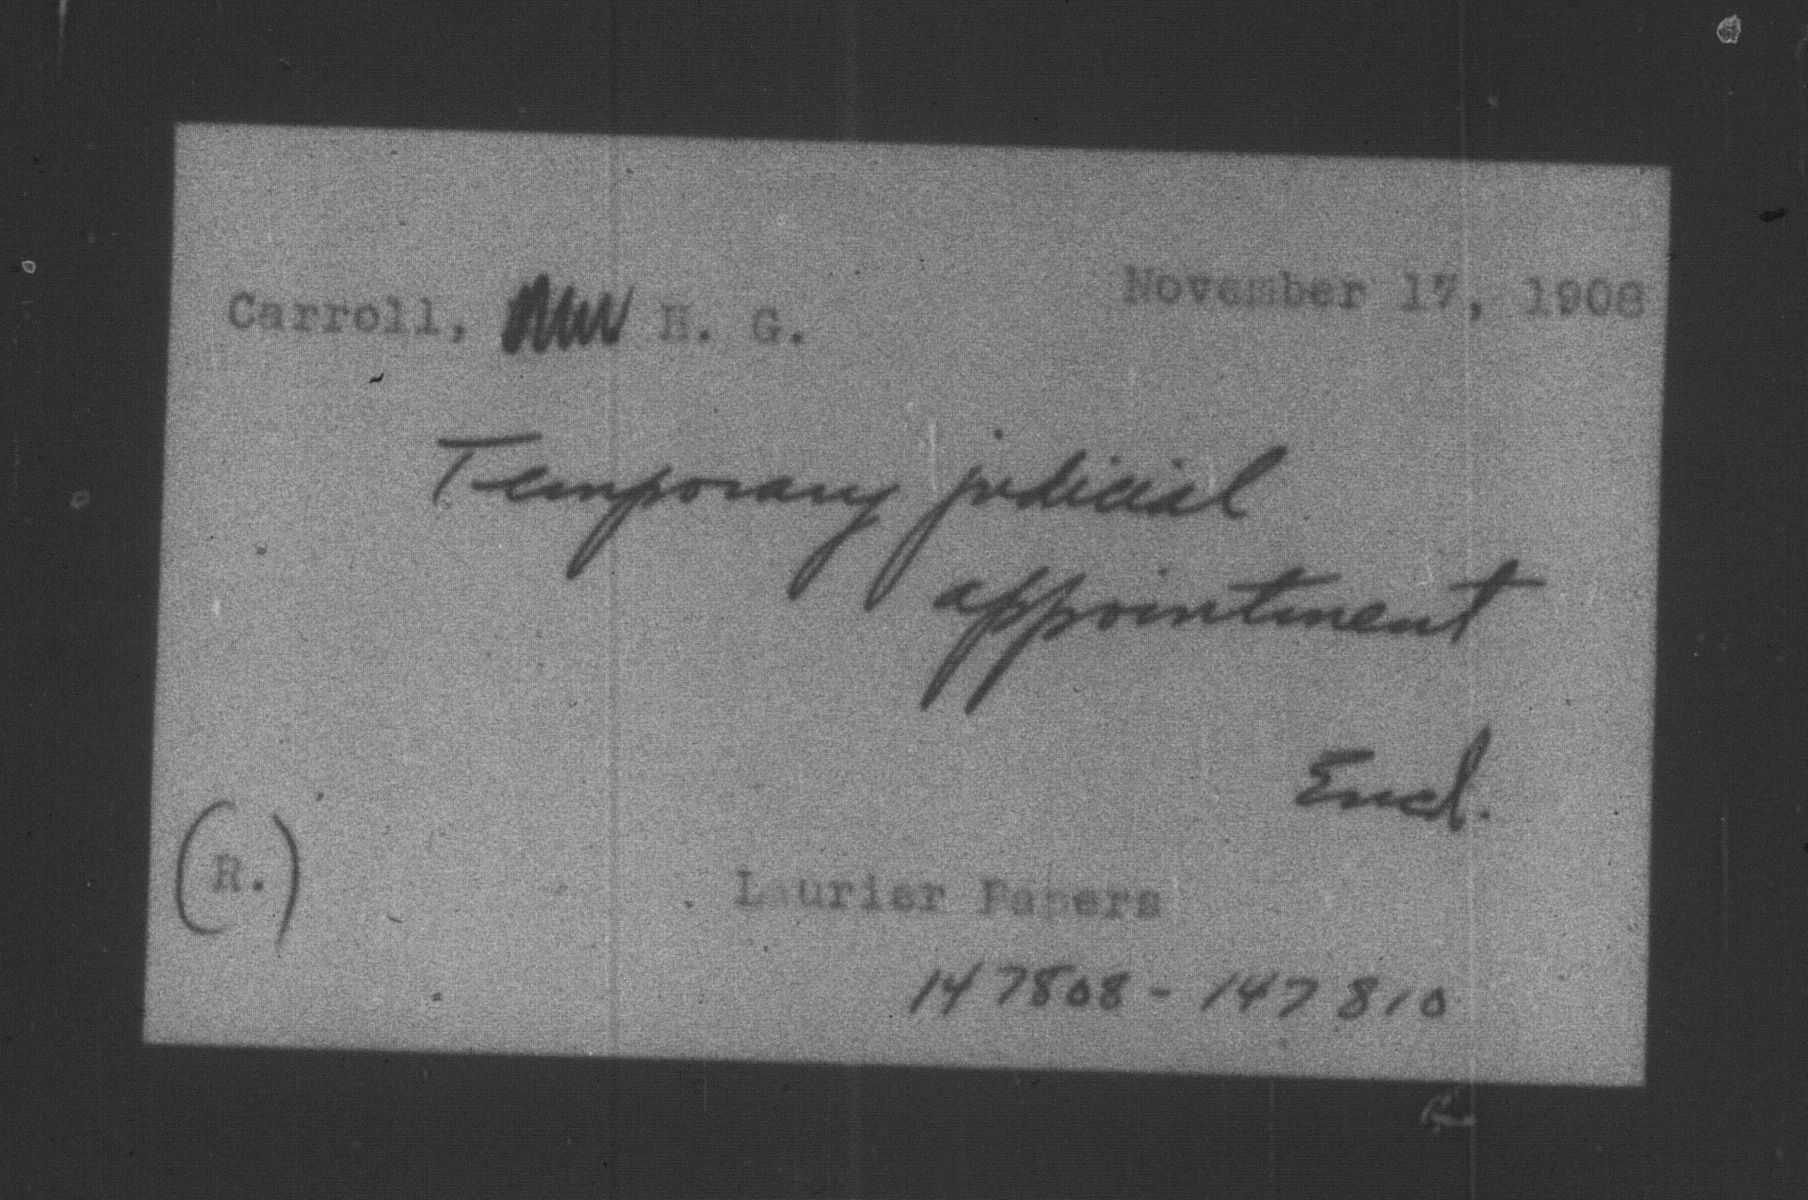 Carroll, H. G.
November 17, 1908
Temporary judicial
appointment
Encl.
(R.)
Laurier Papers
147808 - 147810